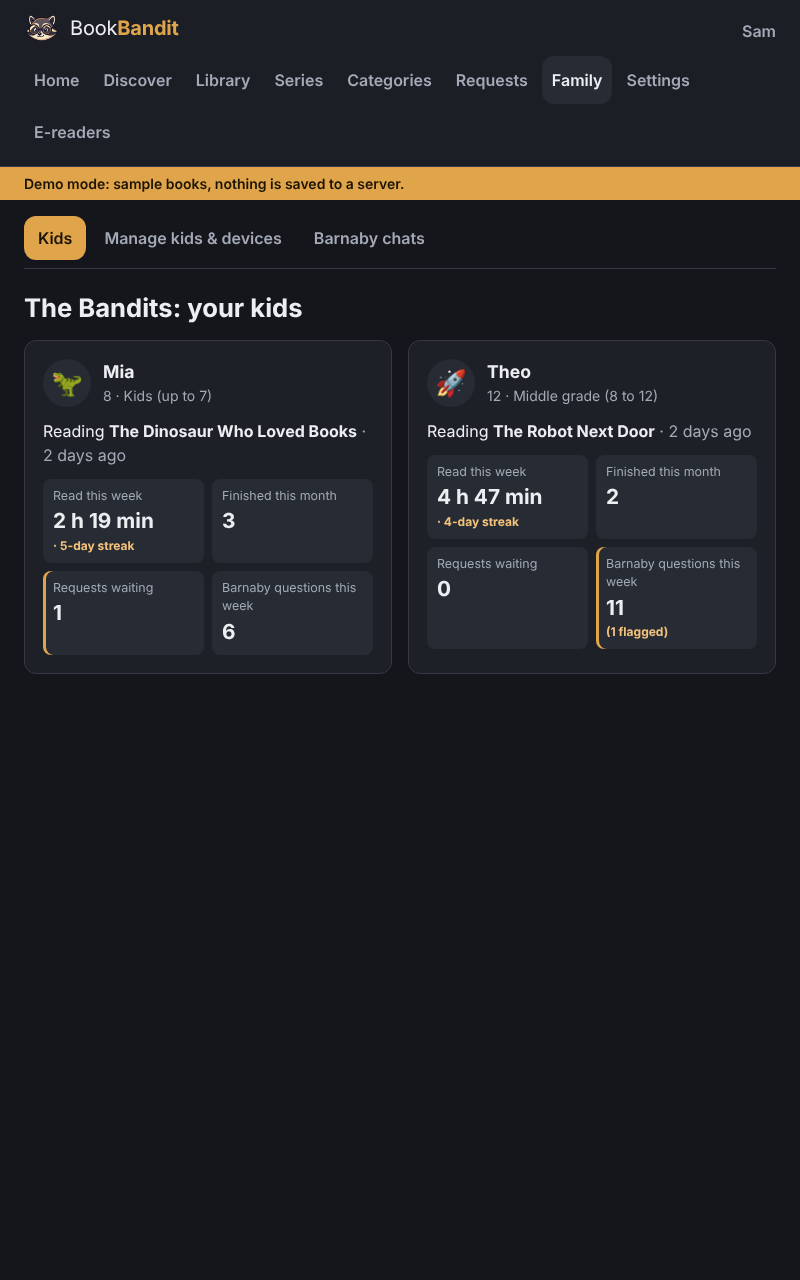 BookBandit
Sam
Home Discover Library Series Categories Requests Family Settings
E-readers
Demo mode: sample books, nothing is saved to a server.
Kids Manage kids & devices Barnaby chats
The Bandits: your kids
Mia
8 · Kids (up to 7)
Reading The Dinosaur Who Loved Books ·
2 days ago
Read this week
2 h 19 min
· 5-day streak
Finished this month
3
Requests waiting
1
Barnaby questions this
week
6
Theo
12 · Middle grade (8 to 12)
Reading The Robot Next Door · 2 days ago
Read this week
4 h 47 min
· 4-day streak
Finished this month
2
Requests waiting
0
Barnaby questions this
week
11
(1 flagged)